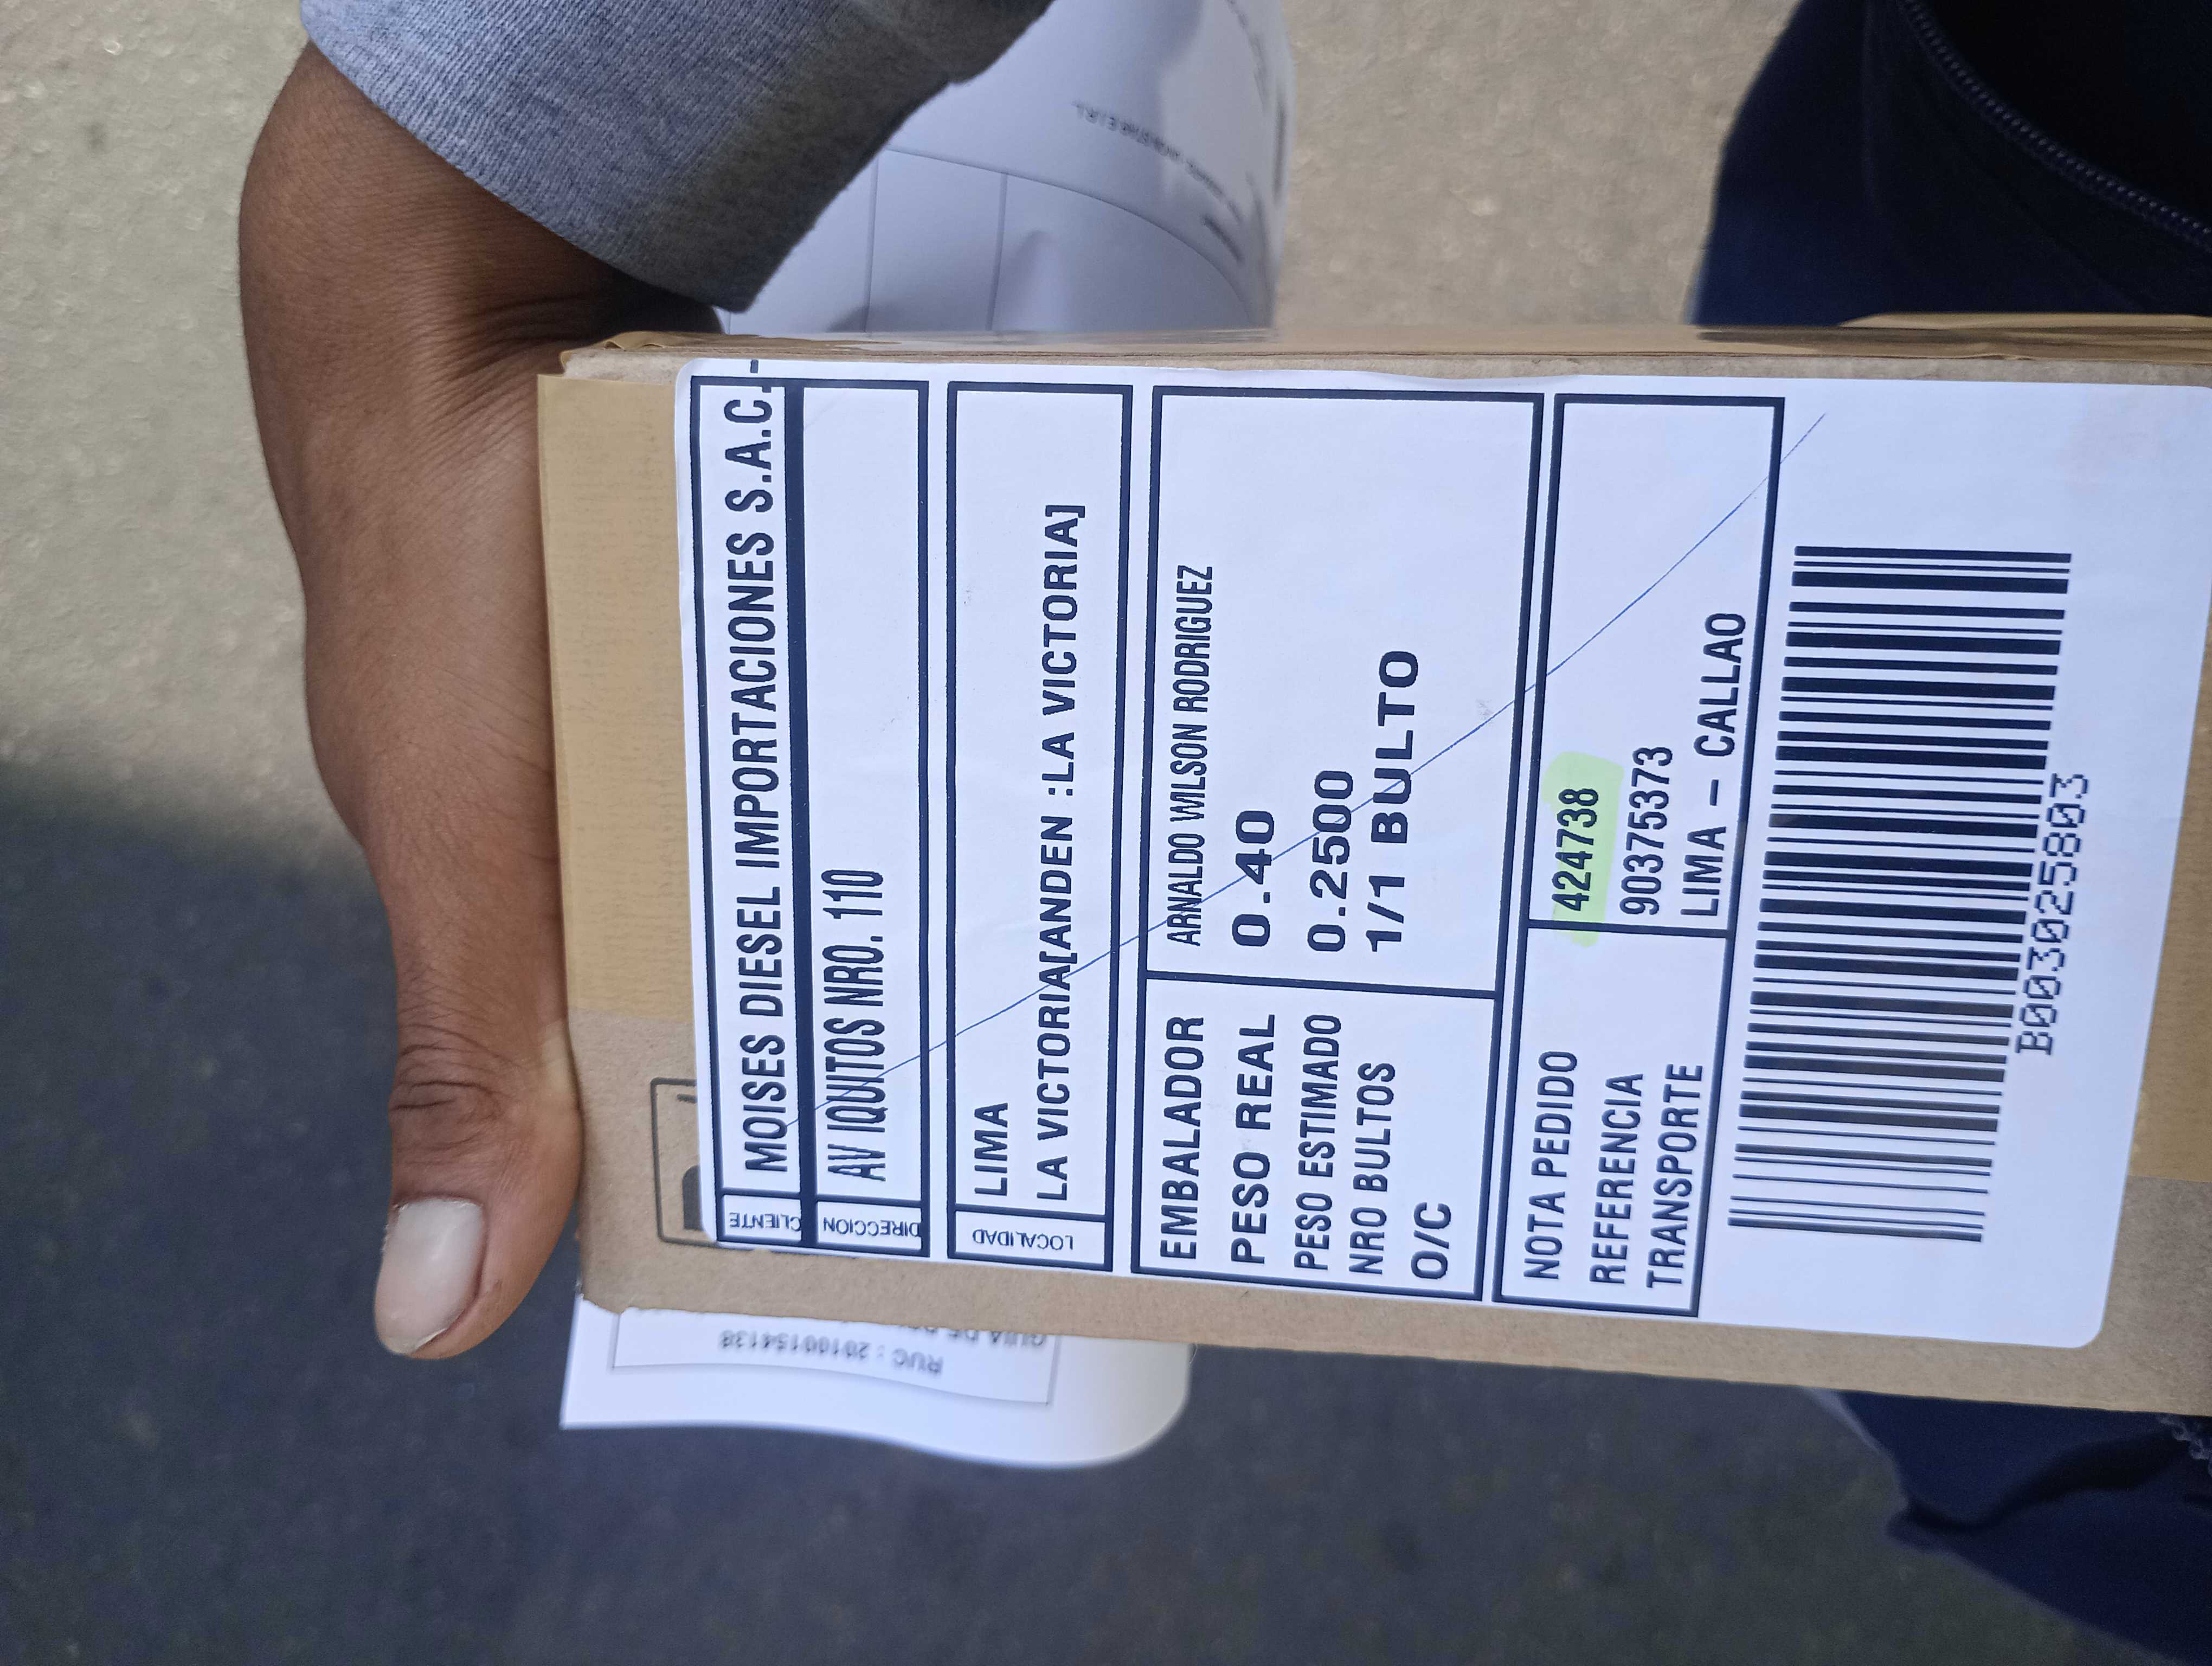 CLIENTE MOISES DIESEL IMPORTACIONES S.A.C.-
DIRECCION AV IQUITOS NRO. 110
LOCALIDAD LIMA
LA VICTORIA[ANDEN :LA VICTORIA]
EMBALADOR ARNALDO WILSON RODRIGUEZ
PESO REAL 0.40
PESO ESTIMADO 0.2500
NRO BULTOS 1/1 BULTO
O/C
NOTA PEDIDO 424738
REFERENCIA 90375373
TRANSPORTE LIMA - CALLAO
B003025803
RUC : 20100154138
GUIA DE